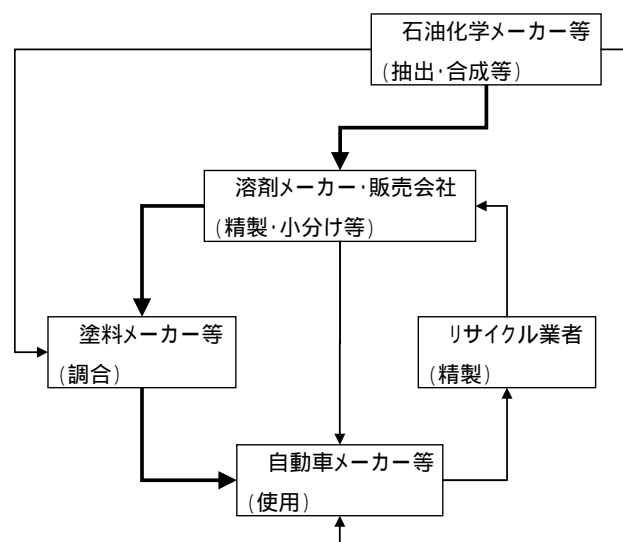 石油化学メーカー等
(抽出･合成等)
溶剤メーカー･販売会社
(精製･小分け等)
塗料メーカー等
(調合)
リサイクル業者
(精製)
自動車メーカー等
(使用)